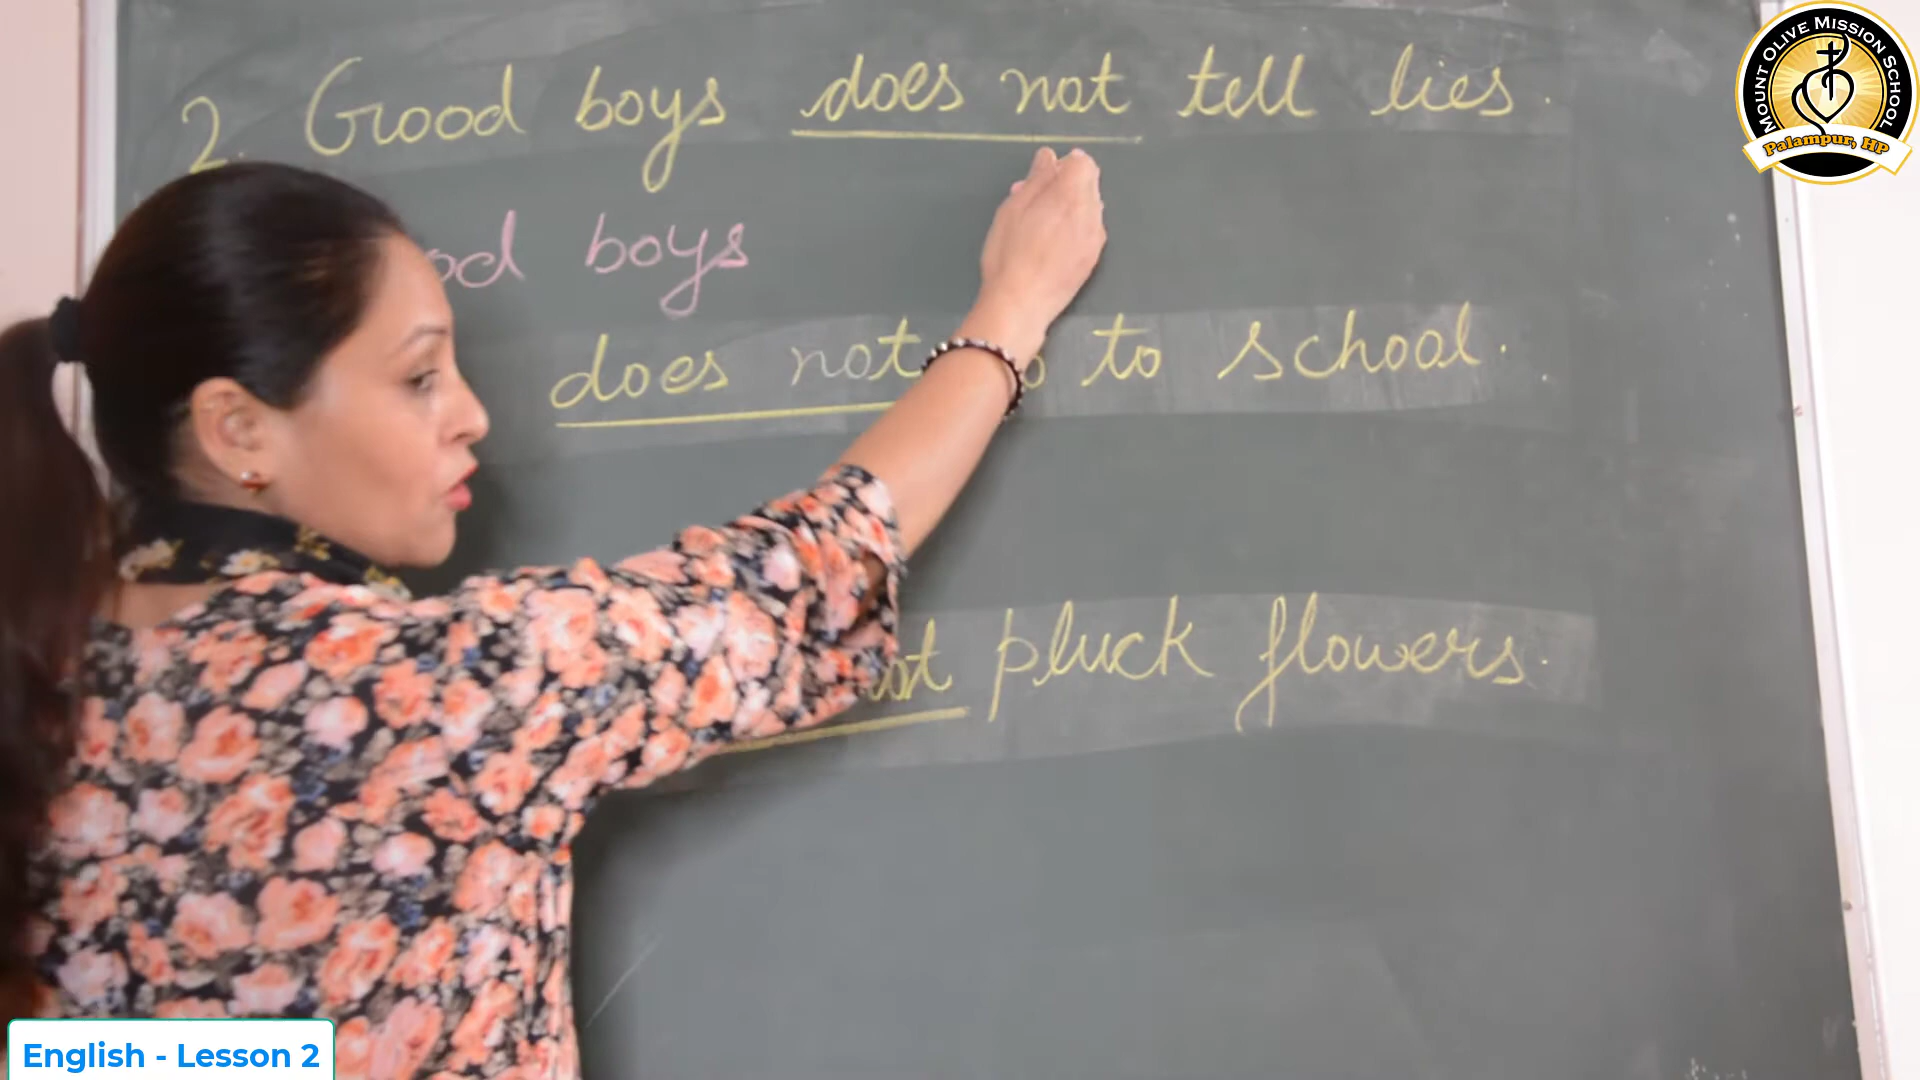 2. Good boys does not tell lies.
boys
does not to school.
pluck flowers.
MOUNT OLIVE MISSION SCHOOL
Palampur, HP
English - Lesson 2